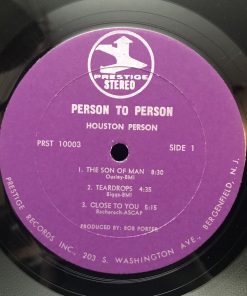 PRESTIGE
STEREO
PERSON TO PERSON
HOUSTON PERSON
PRST 10003 SIDE 1
1. THE SON OF MAN 8:30
Ousley-BMI
2. TEARDROPS 4:35
Biggs-BMI
3. CLOSE TO YOU 5:15
Bacharach-ASCAP
PRODUCED BY: BOB PORTER
PRESTIGE RECORDS INC., 203 S. WASHINGTON AVE., BERGENFIELD, N. J.